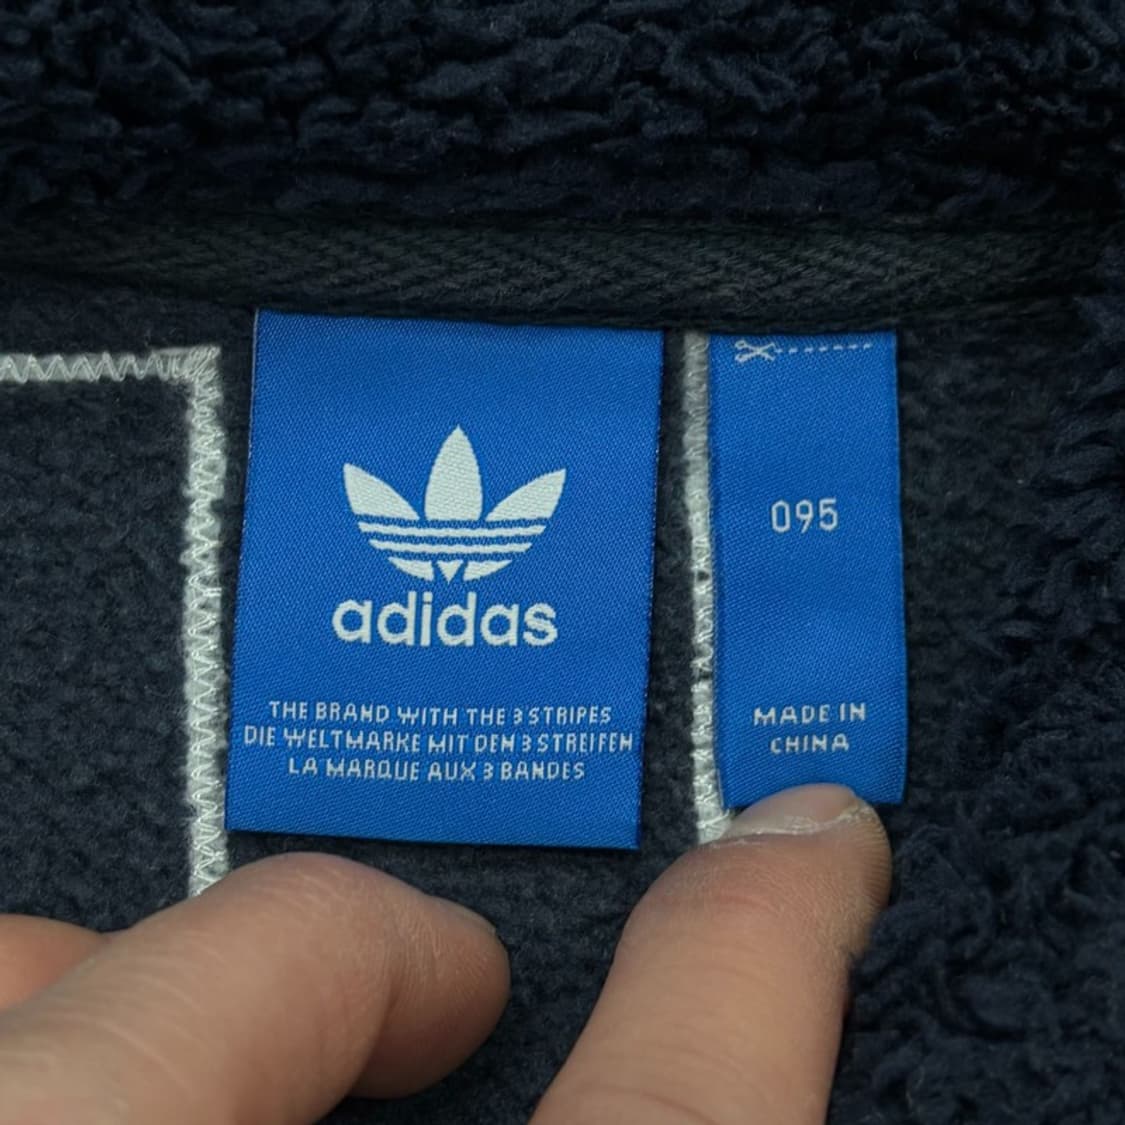 adidas
THE BRAND WITH THE 3 STRIPES
DIE WELTMARKE MIT DEN 3 STREIFEN
LA MARQUE AUX 3 BANDES
095
MADE IN
CHINA